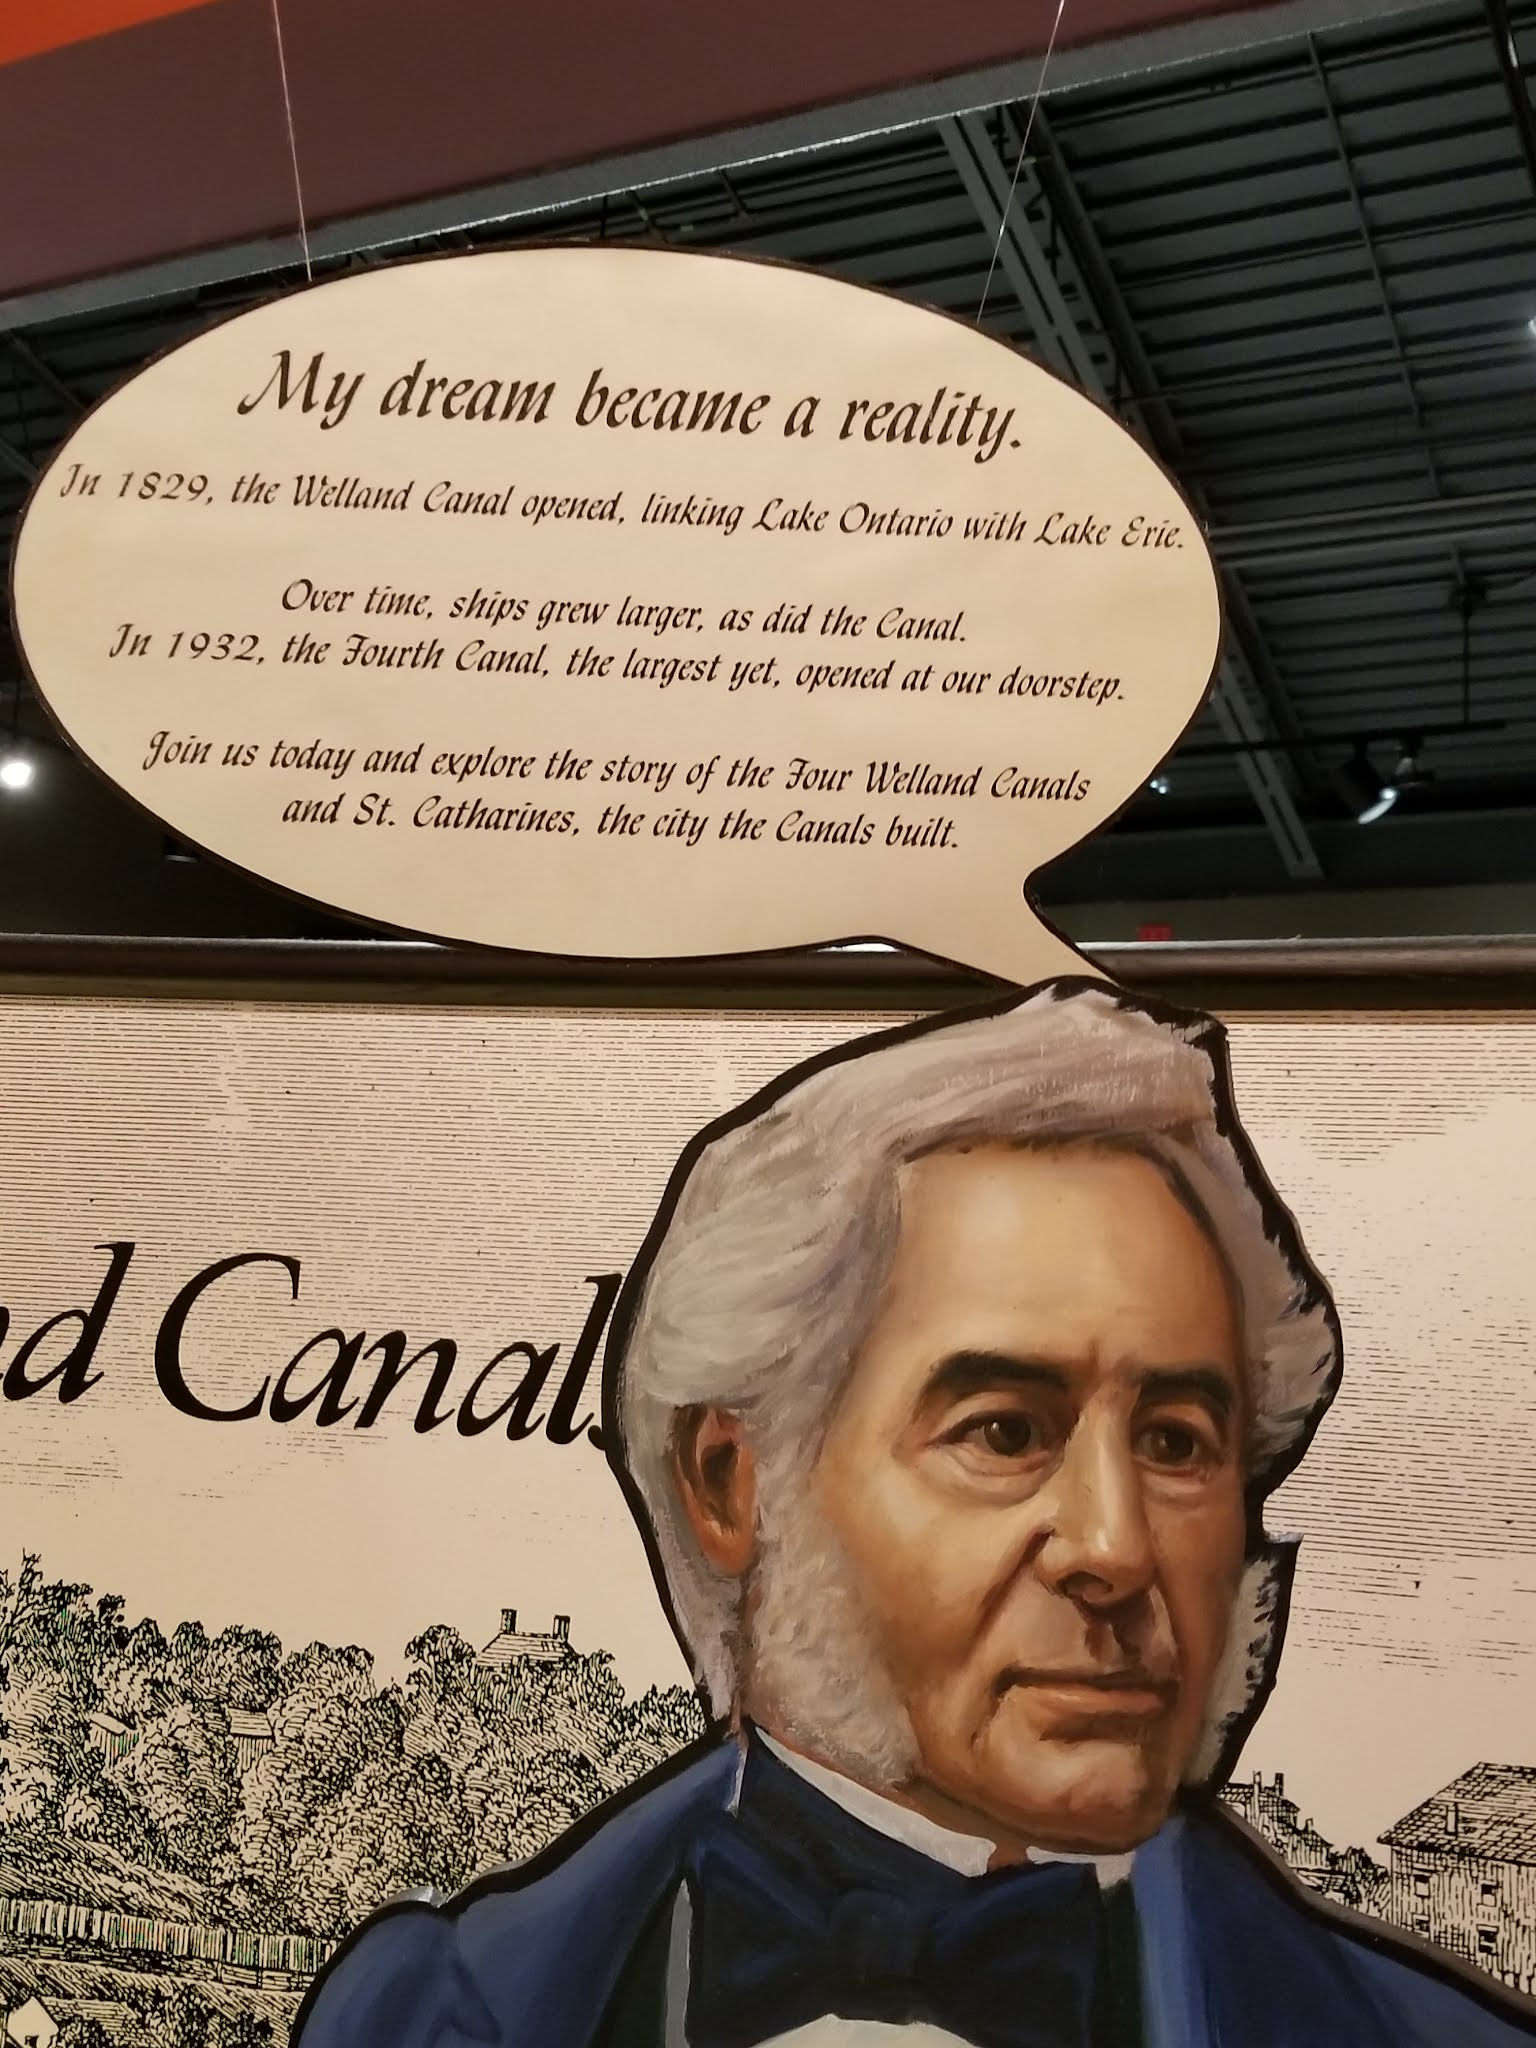 My dream became a reality.
In 1829, the Welland Canal opened, linking Lake Ontario with Lake Erie.
Over time, ships grew larger, as did the Canal.
In 1932, the Fourth Canal, the largest yet, opened at our doorstep.
Join us today and explore the story of the Four Welland Canals
and St. Catharines, the city the Canals built.
Canals